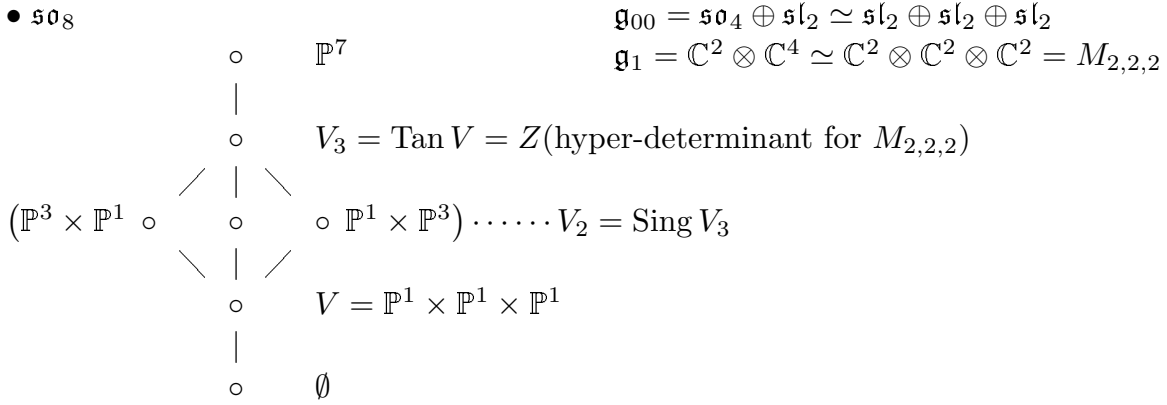 • 𝔰𝔬₈ 𝔤₀₀ = 𝔰𝔬₄ ⊕ 𝔰𝔩₂ ≃ 𝔰𝔩₂ ⊕ 𝔰𝔩₂ ⊕ 𝔰𝔩₂
ℙ⁷ 𝔤₁ = ℂ² ⊗ ℂ⁴ ≃ ℂ² ⊗ ℂ² ⊗ ℂ² = M₂,₂,₂
V₃ = Tan V = Z(hyper-determinant for M₂,₂,₂)
(ℙ³ × ℙ¹ ℙ¹ × ℙ³) ⋯⋯ V₂ = Sing V₃
V = ℙ¹ × ℙ¹ × ℙ¹
∅